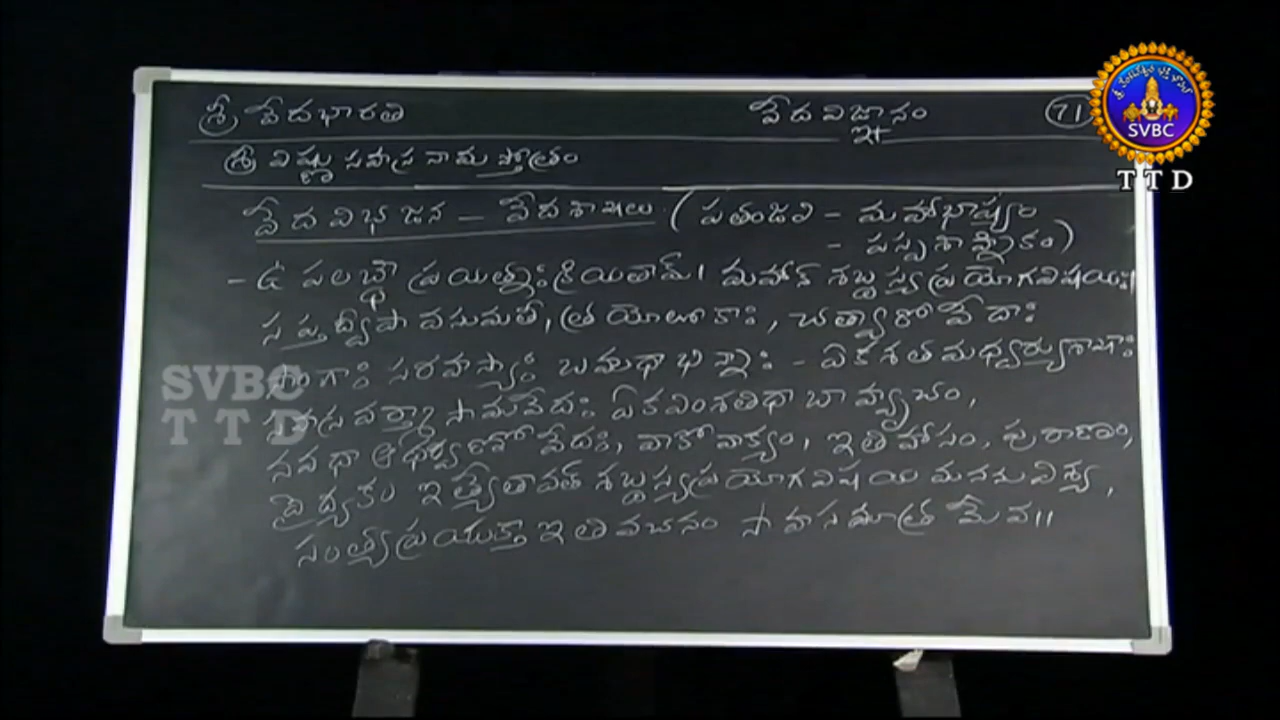 శ్రీ వేదభారతి వేదవిజ్ఞానం 71
శ్రీ విష్ణు సహస్ర నామ స్తోత్రం
వేదవిభజన – వేదశాఖలు (పతంజలి – మహాభాష్యం
– పస్పశాహ్నికం)
– ఉపలబ్ధౌ ప్రయత్నః క్రియతామ్। మహాన్ శబ్దస్య ప్రయోగవిషయః।
సప్త ద్వీపా వసుమతీ, త్రయోలోకాః, చత్వారో వేదాః
సాంగాః సరహస్యాః బహుధా భిన్నాః – ఏకశతమధ్వర్యుశాఖాః
సహస్రవర్త్మా సామవేదః ఏకవింశతిధా బాహ్వృచం,
నవధా ఆథర్వణో వేదః, వాకోవాక్యం, ఇతిహాసం, పురాణం,
వైద్యకం ఇత్యేతావత్ శబ్దస్యప్రయోగవిషయ మననువిశ్య,
సంత్యప్రయుక్తా ఇతి వచనం సాహసమాత్ర మేవ॥
SVBC
TTD
SVBC
TTD